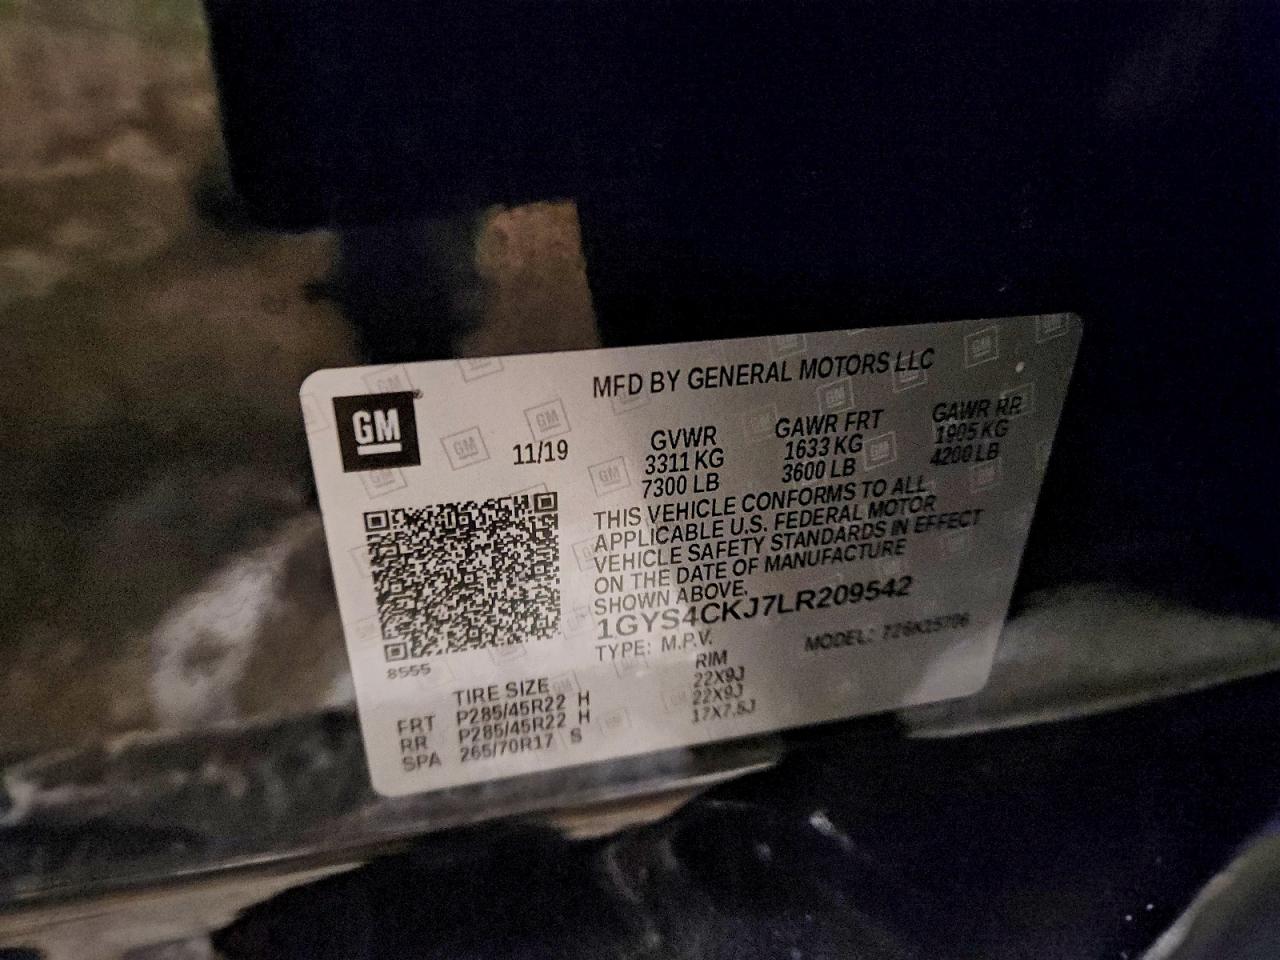 MFD BY GENERAL MOTORS LLC
GM
11/19
GVWR GAWR FRT GAWR RR
3311 KG 1633 KG 1905 KG
7300 LB 3600 LB 4200 LB
THIS VEHICLE CONFORMS TO ALL
APPLICABLE U.S. FEDERAL MOTOR
VEHICLE SAFETY STANDARDS IN EFFECT
ON THE DATE OF MANUFACTURE
SHOWN ABOVE.
1GYS4CKJ7LR209542
TYPE: M.P.V. MODEL:
8555
TIRE SIZE RIM
FRT P285/45R22 H 22X9J
RR P285/45R22 H 22X9J
SPA 265/70R17 S 17X7.5J